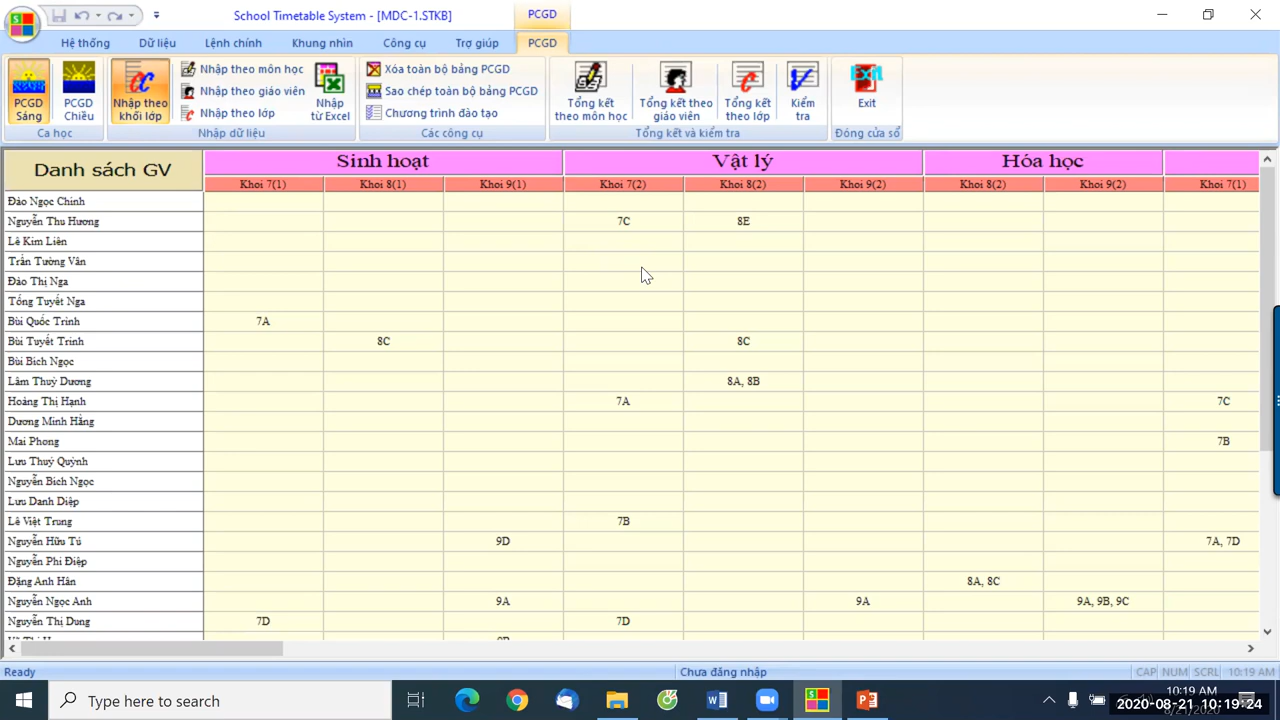 School Timetable System - [MDC-1.STKB]
PCGD
Hệ thống Dữ liệu Lệnh chính Khung nhìn Công cụ Trợ giúp PCGD
PCGD Sáng
PCGD Chiều
Ca học
Nhập theo khối lớp
Nhập theo môn học
Nhập theo giáo viên
Nhập theo lớp
Nhập từ Excel
Nhập dữ liệu
Xóa toàn bộ bảng PCGD
Sao chép toàn bộ bảng PCGD
Chương trình đào tạo
Các công cụ
Tổng kết theo môn học
Tổng kết theo giáo viên
Tổng kết theo lớp
Kiểm tra
Tổng kết và kiểm tra
Exit
Đóng cửa sổ
Danh sách GV Sinh hoạt Vật lý Hóa học
Khoi 7(1) Khoi 8(1) Khoi 9(1) Khoi 7(2) Khoi 8(2) Khoi 9(2) Khoi 8(2) Khoi 9(2) Khoi 7(1)
Đào Ngọc Chinh
Nguyễn Thu Hương 7C 8E
Lê Kim Liên
Trần Tường Vân
Đào Thị Nga
Tống Tuyết Nga
Bùi Quốc Trinh 7A
Bùi Tuyết Trinh 8C 8C
Bùi Bích Ngọc
Lâm Thuỳ Dương 8A, 8B
Hoàng Thị Hạnh 7A 7C
Dương Minh Hằng
Mai Phong 7B
Lưu Thuý Quỳnh
Nguyễn Bích Ngọc
Lưu Danh Diệp
Lê Việt Trung 7B
Nguyễn Hữu Tú 9D 7A, 7D
Nguyễn Phi Điệp
Đặng Anh Hân 8A, 8C
Nguyễn Ngọc Anh 9A 9A 9A, 9B, 9C
Nguyễn Thị Dung 7D 7D
Ready Chưa đăng nhập CAP NUM SCRL 10:19 AM
Type here to search
10:19 AM
2020-08-21 10:19:24